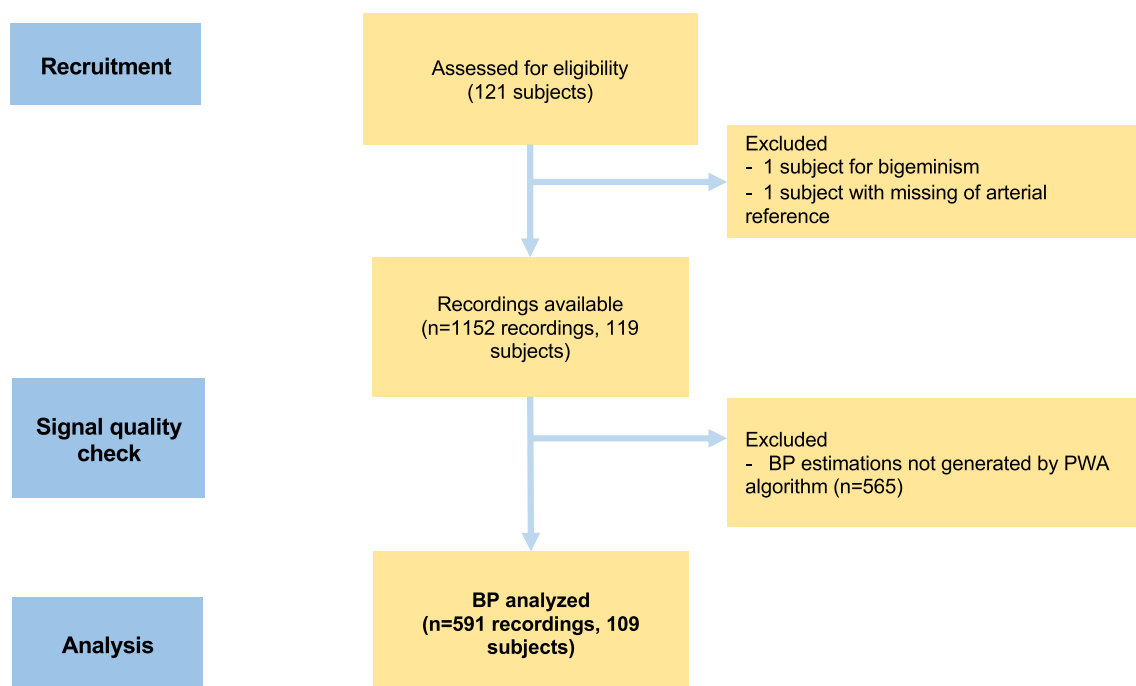 Recruitment
Assessed for eligibility
(121 subjects)
Excluded
- 1 subject for bigeminism
- 1 subject with missing of arterial
reference
Recordings available
(n=1152 recordings, 119
subjects)
Signal quality
check
Excluded
- BP estimations not generated by PWA
algorithm (n=565)
BP analyzed
(n=591 recordings, 109
subjects)
Analysis